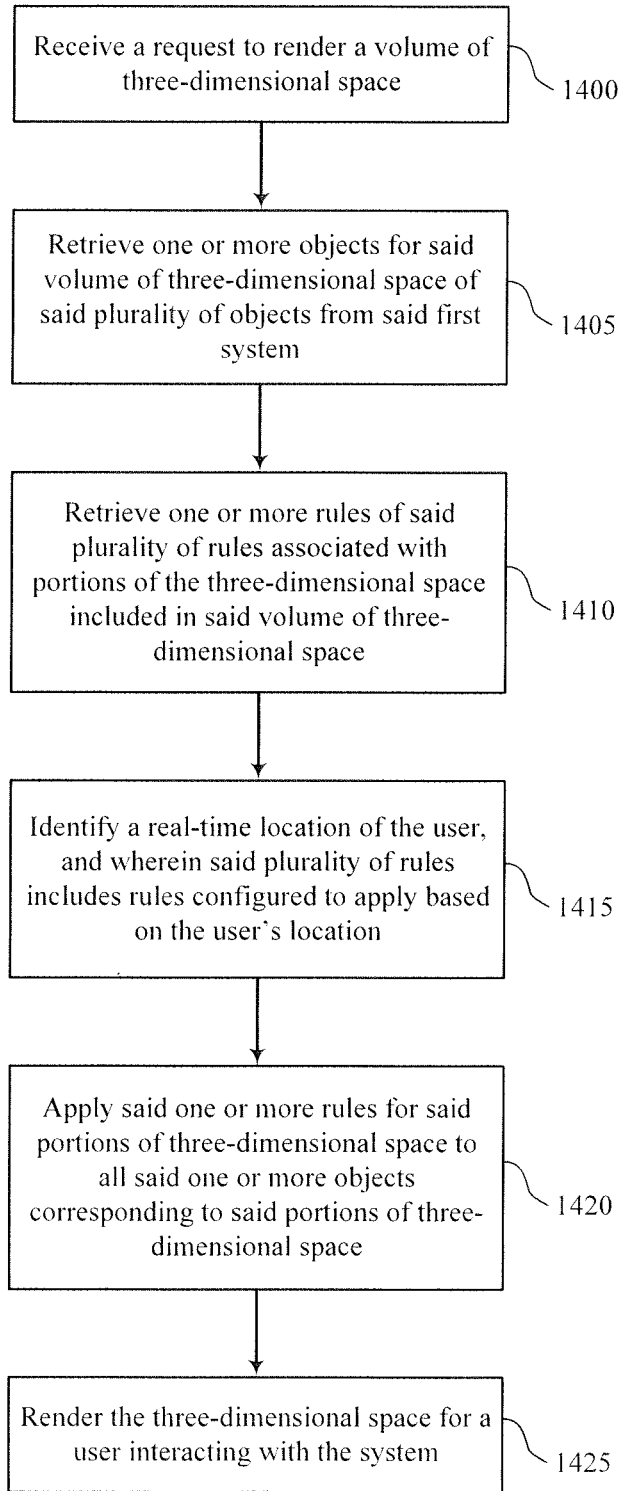 Receive a request to render a volume of
three-dimensional space
1400
Retrieve one or more objects for said
volume of three-dimensional space of
said plurality of objects from said first
system
1405
Retrieve one or more rules of said
plurality of rules associated with
portions of the three-dimensional space
included in said volume of three-
dimensional space
1410
Identify a real-time location of the user,
and wherein said plurality of rules
includes rules configured to apply based
on the user's location
1415
Apply said one or more rules for said
portions of three-dimensional space to
all said one or more objects
corresponding to said portions of three-
dimensional space
1420
Render the three-dimensional space for a
user interacting with the system
1425